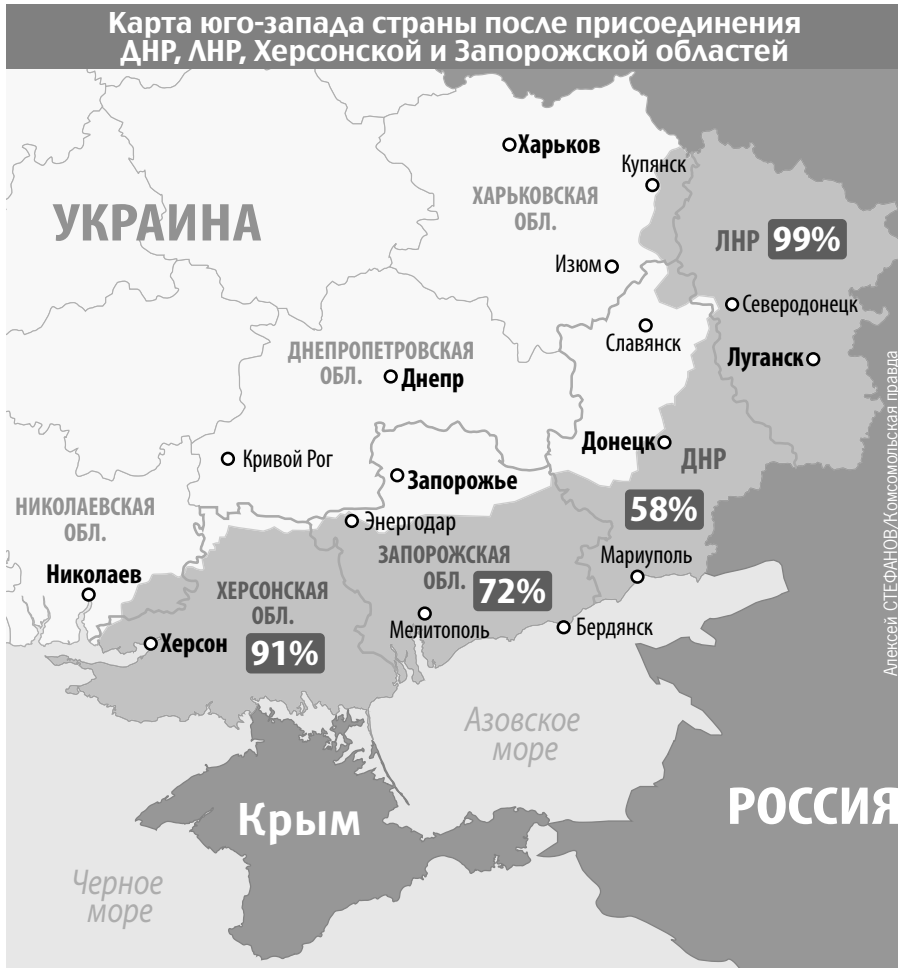 Карта юго-запада страны после присоединения
ДНР, ЛНР, Херсонской и Запорожской областей
Харьков
Купянск
ХАРЬКОВСКАЯ
ОБЛ.
УКРАИНА
ЛНР 99%
Изюм
Северодонецк
Славянск
ДНЕПРОПЕТРОВСКАЯ
ОБЛ.
Днепр
Луганск
Донецк
ДНР
58%
Кривой Рог
Запорожье
НИКОЛАЕВСКАЯ
ОБЛ.
Энергодар
ЗАПОРОЖСКАЯ
ОБЛ. 72%
Мариуполь
Николаев
ХЕРСОНСКАЯ
ОБЛ.
91%
Мелитополь
Бердянск
Херсон
Азовское
море
Крым
РОССИЯ
Черное
море
Алексей СТЕФАНОВ/Комсомольская правда